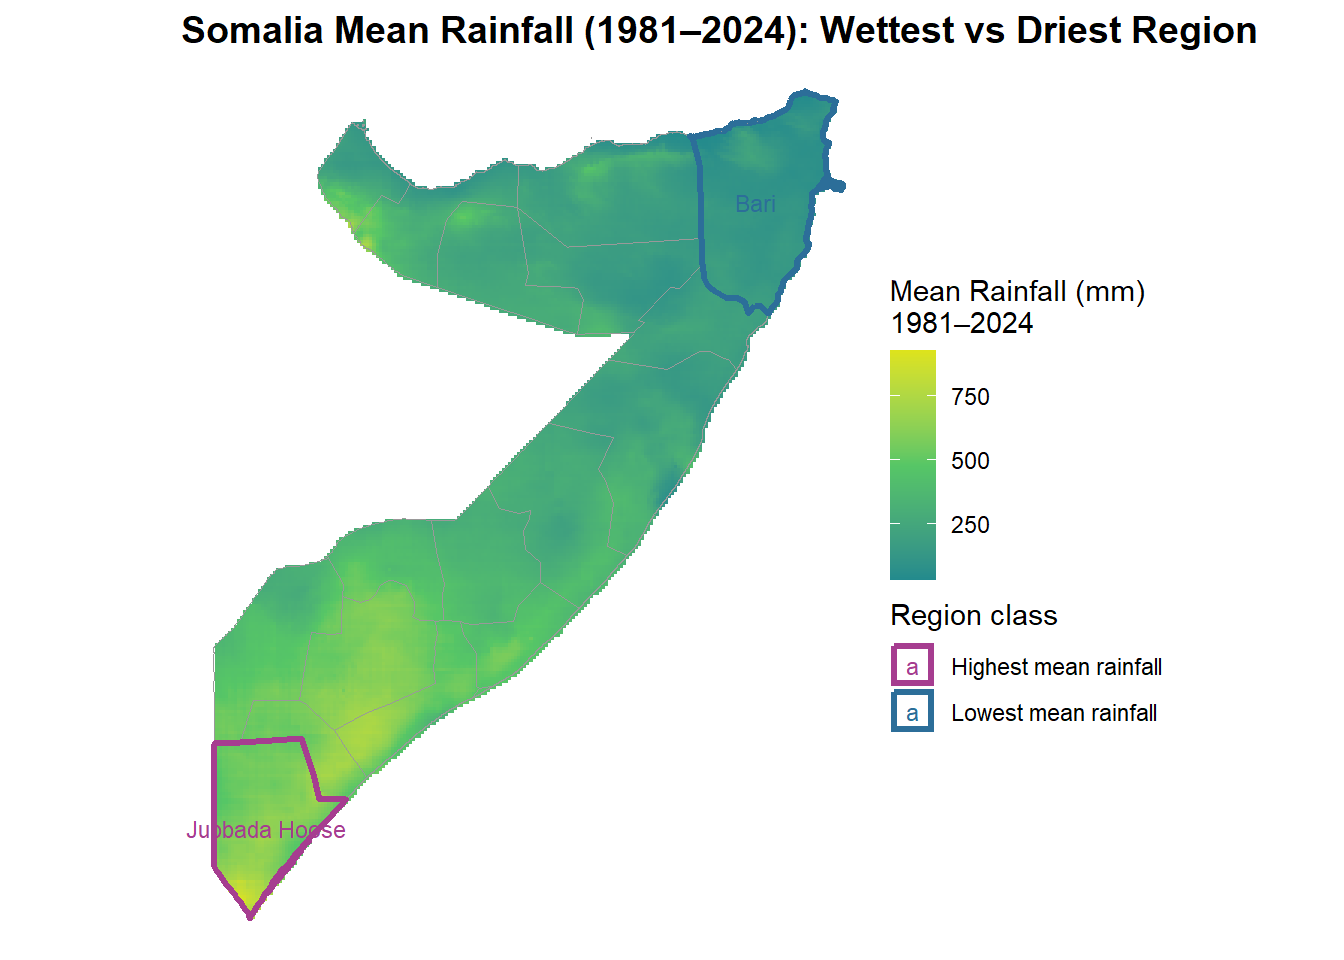 Somalia Mean Rainfall (1981–2024): Wettest vs Driest Region
Bari
Mean Rainfall (mm)
1981–2024
750
500
250
Region class
a Highest mean rainfall
a Lowest mean rainfall
Jubbada Hoose